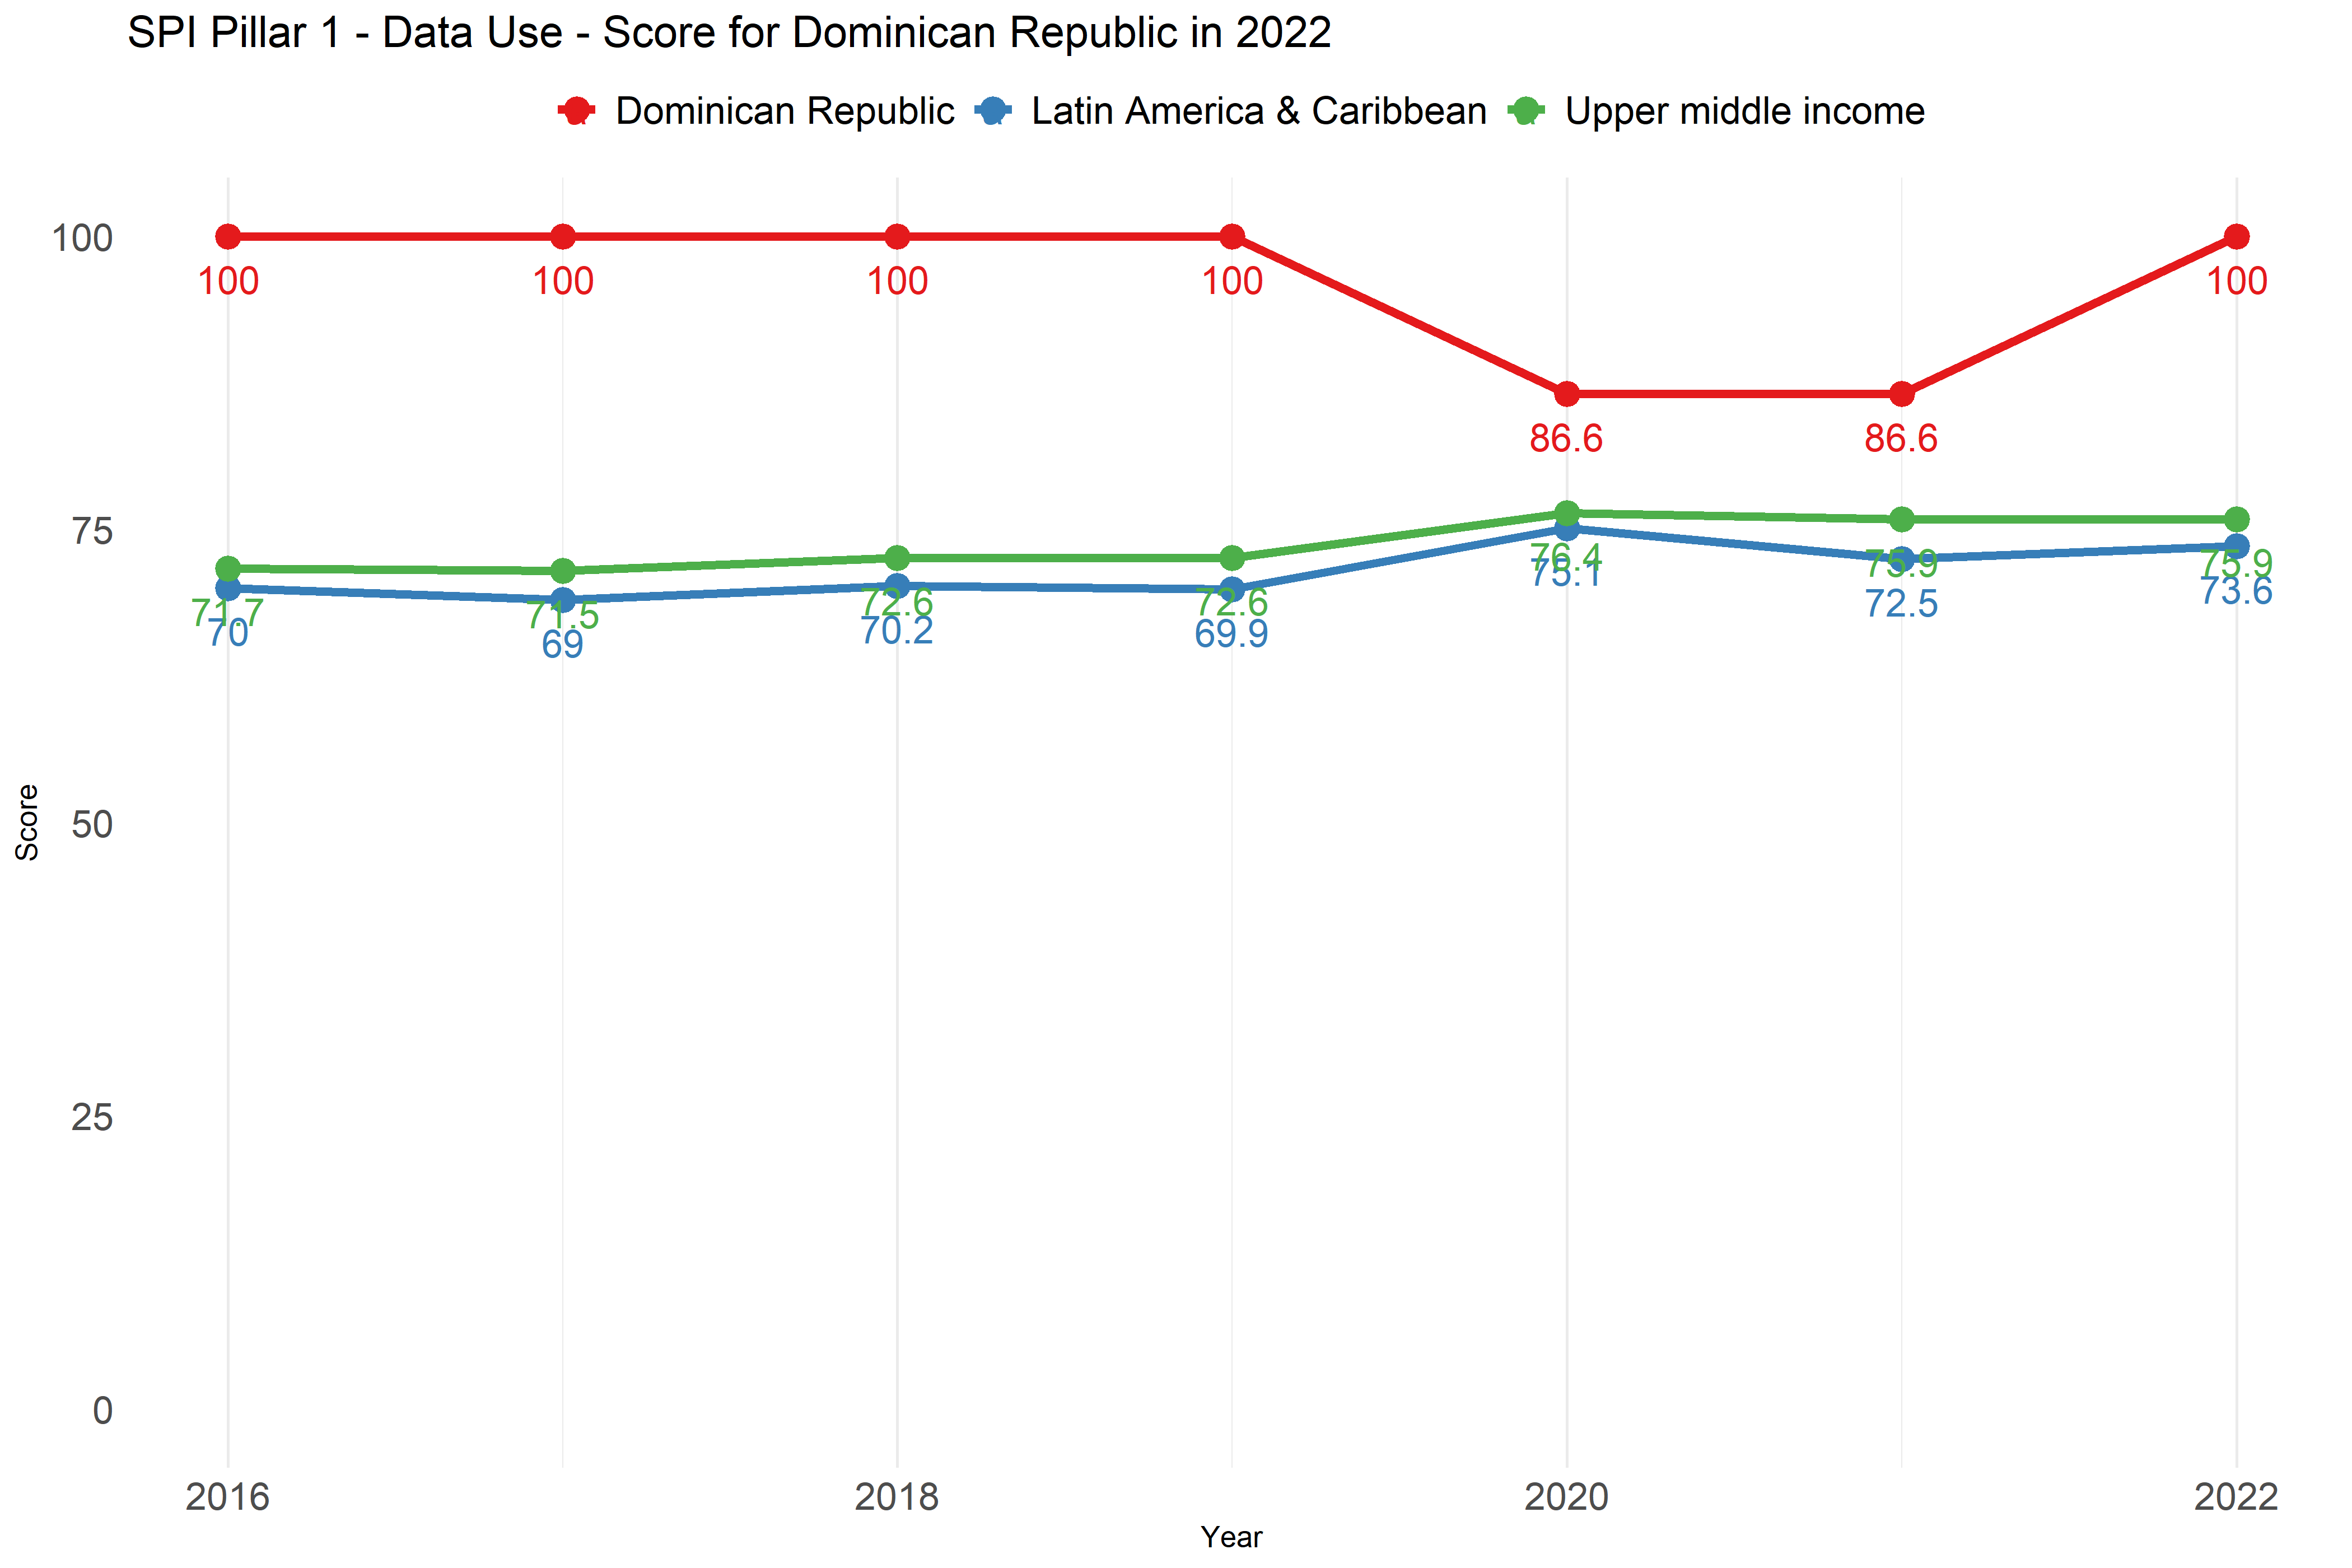 SPI Pillar 1 - Data Use - Score for Dominican Republic in 2022
Dominican Republic Latin America & Caribbean Upper middle income
100
100 100 100 100 100
86.6 86.6
75
76.4 75.9 75.9
75.1 72.5 73.6
71.7 71.5 72.6 72.6
70 69 70.2 69.9
50
Score
25
0
2016 2018 2020 2022
Year